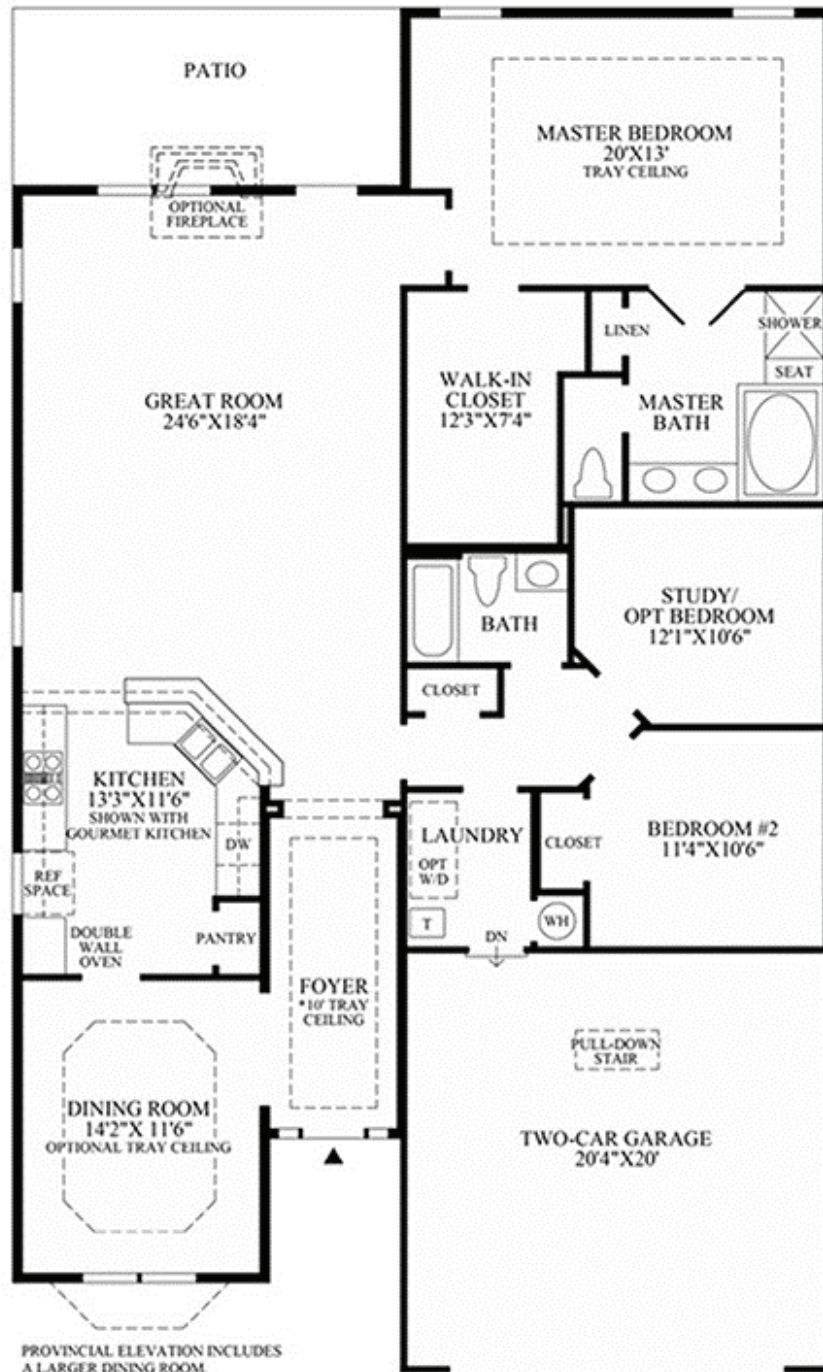 PATIO
MASTER BEDROOM
20'X13'
TRAY CEILING
OPTIONAL
FIREPLACE
GREAT ROOM
24'6"X18'4"
WALK-IN
CLOSET
12'3"X7'4"
LINEN
SHOWER
SEAT
MASTER
BATH
STUDY/
OPT BEDROOM
12'1"X10'6"
BATH
CLOSET
KITCHEN
13'3"X11'6"
SHOWN WITH
GOURMET KITCHEN
DW
REF
SPACE
DOUBLE
WALL
OVEN
PANTRY
LAUNDRY
OPT
W/D
T
DN
WH
CLOSET
BEDROOM #2
11'4"X10'6"
FOYER
*10' TRAY
CEILING
DINING ROOM
14'2"X 11'6"
OPTIONAL TRAY CEILING
PULL-DOWN
STAIR
TWO-CAR GARAGE
20'4"X20'
PROVINCIAL ELEVATION INCLUDES
A LARGER DINING ROOM